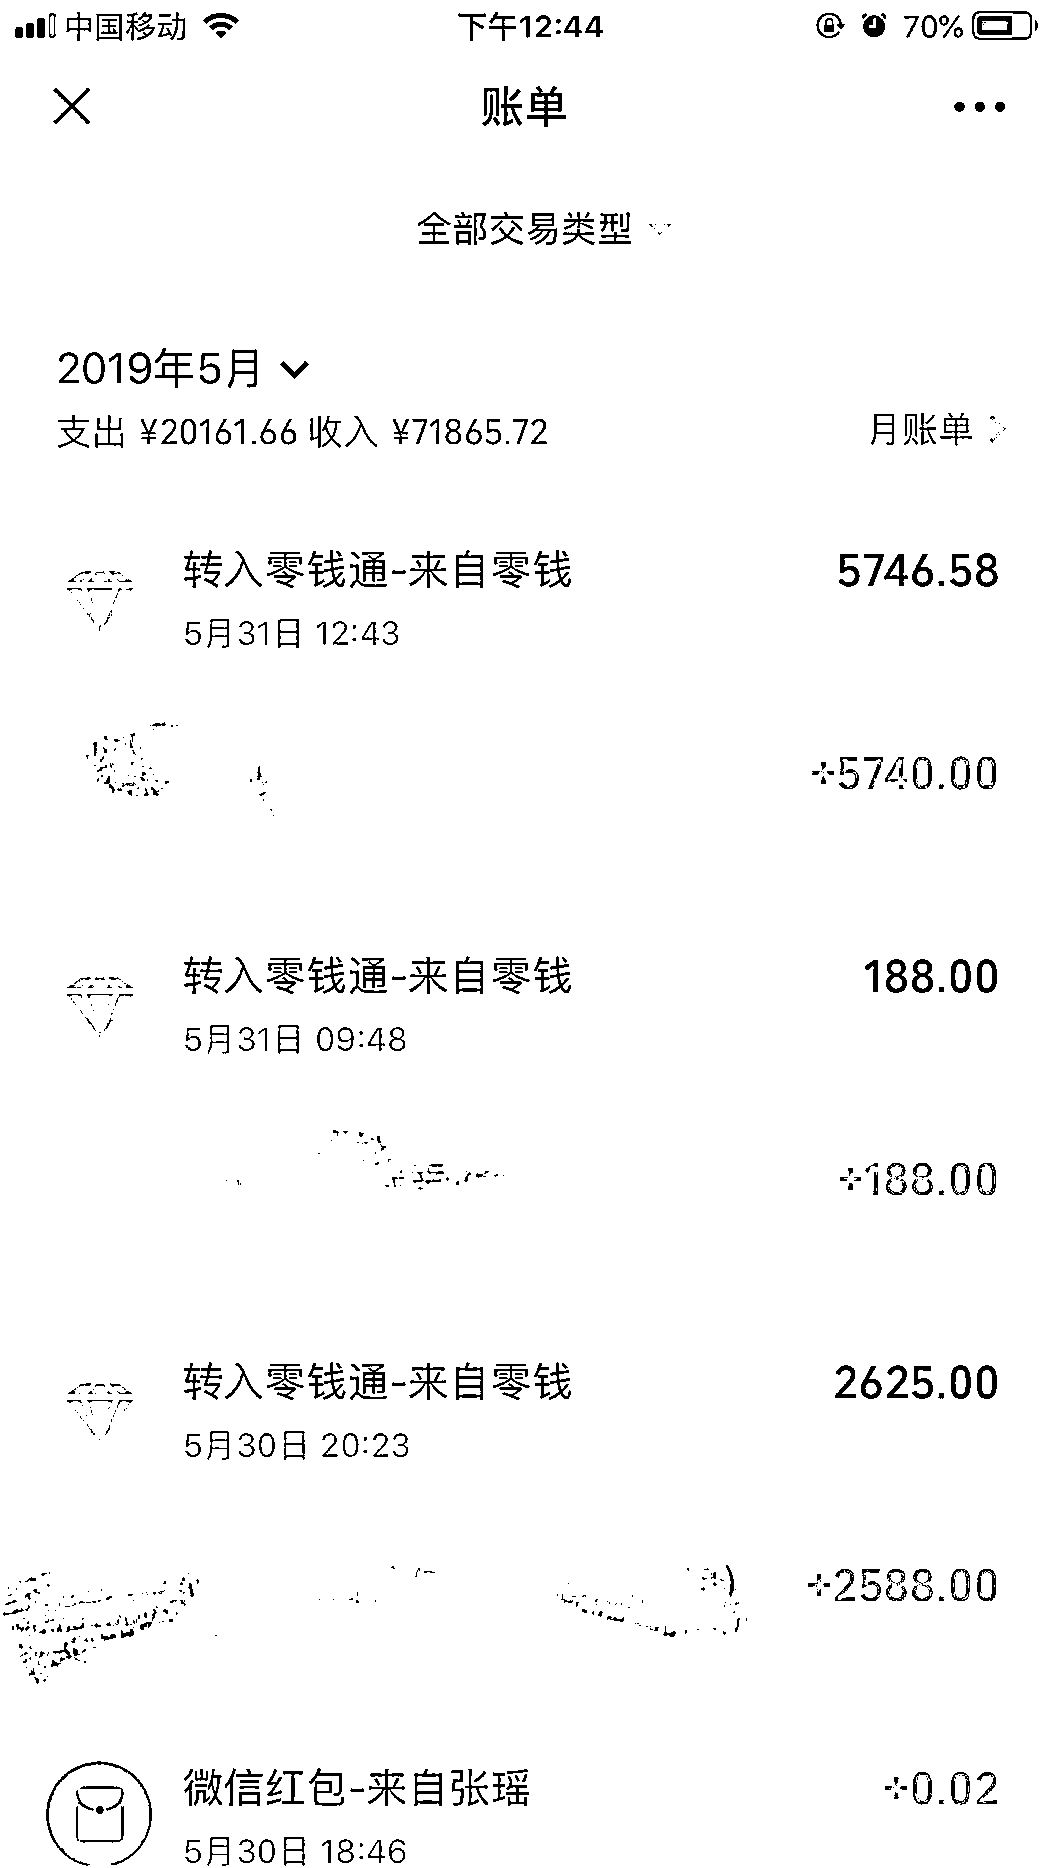 中国移动 下午12:44 70%
账单
全部交易类型
2019年5月
支出 ¥20161.66 收入 ¥71865.72 月账单
转入零钱通-来自零钱 5746.58
5月31日 12:43
+5740.00
转入零钱通-来自零钱 188.00
5月31日 09:48
+188.00
转入零钱通-来自零钱 2625.00
5月30日 20:23
+2588.00
微信红包-来自张瑶 +0.02
5月30日 18:46